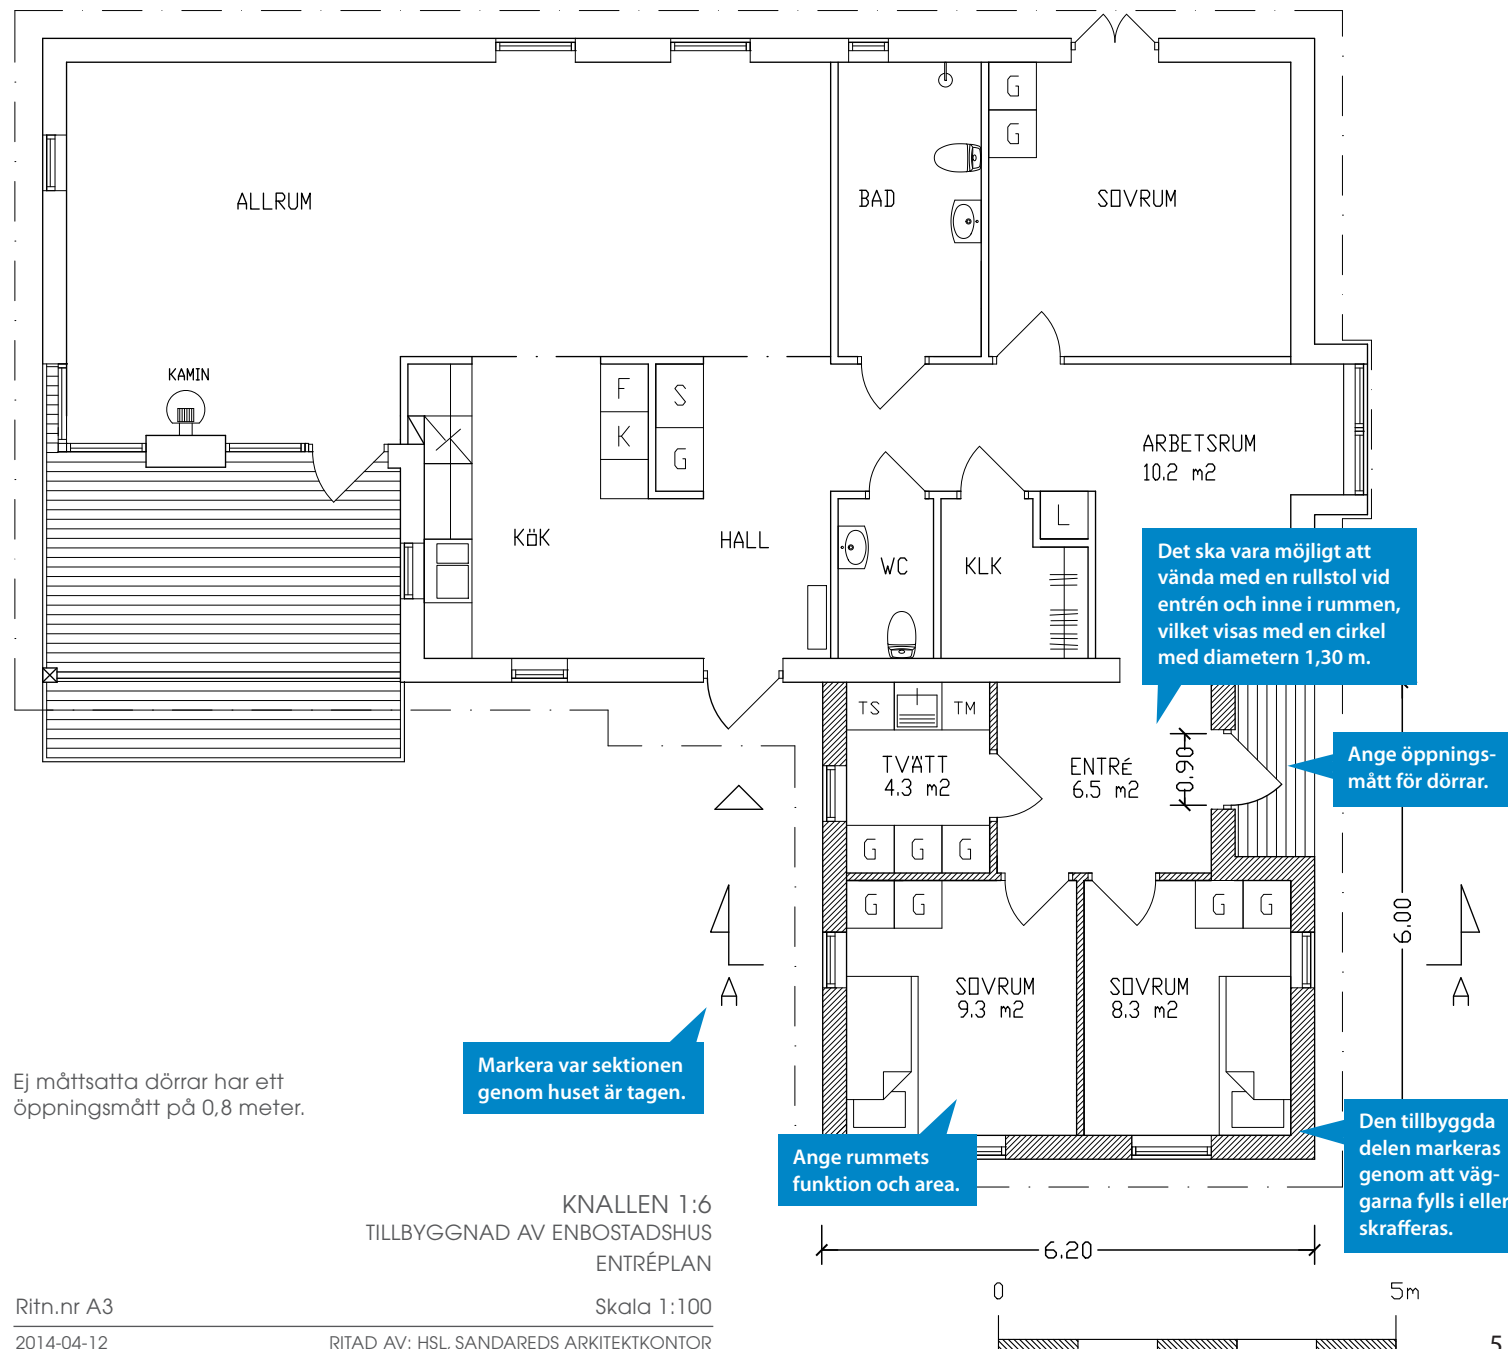 G
G
ALLRUM
BAD
SOVRUM
KAMIN
F
S
K
G
ARBETSRUM
10.2 m2
L
KÖK
HALL
WC
KLK
Det ska vara möjligt att
vända med en rullstol vid
entrén och inne i rummen,
vilket visas med en cirkel
med diametern 1,30 m.
TS
TM
TVÄTT
4.3 m2
ENTRé
6.5 m2
0.90
Ange öppnings-
mått för dörrar.
G
G
G
G
G
G
G
6.00
A
A
SOVRUM
9.3 m2
SOVRUM
8.3 m2
Markera var sektionen
genom huset är tagen.
Ej måttsatta dörrar har ett
öppningsmått på 0,8 meter.
Ange rummets
funktion och area.
Den tillbyggda
delen markeras
genom att väg-
garna fylls i eller
skrafferas.
KNALLEN 1:6
TILLBYGGNAD AV ENBOSTADSHUS
ENTRÉPLAN
6.20
0
5m
Ritn.nr A3
Skala 1:100
2014-04-12
RITAD AV: HSL, SANDAREDS ARKITEKTKONTOR
5